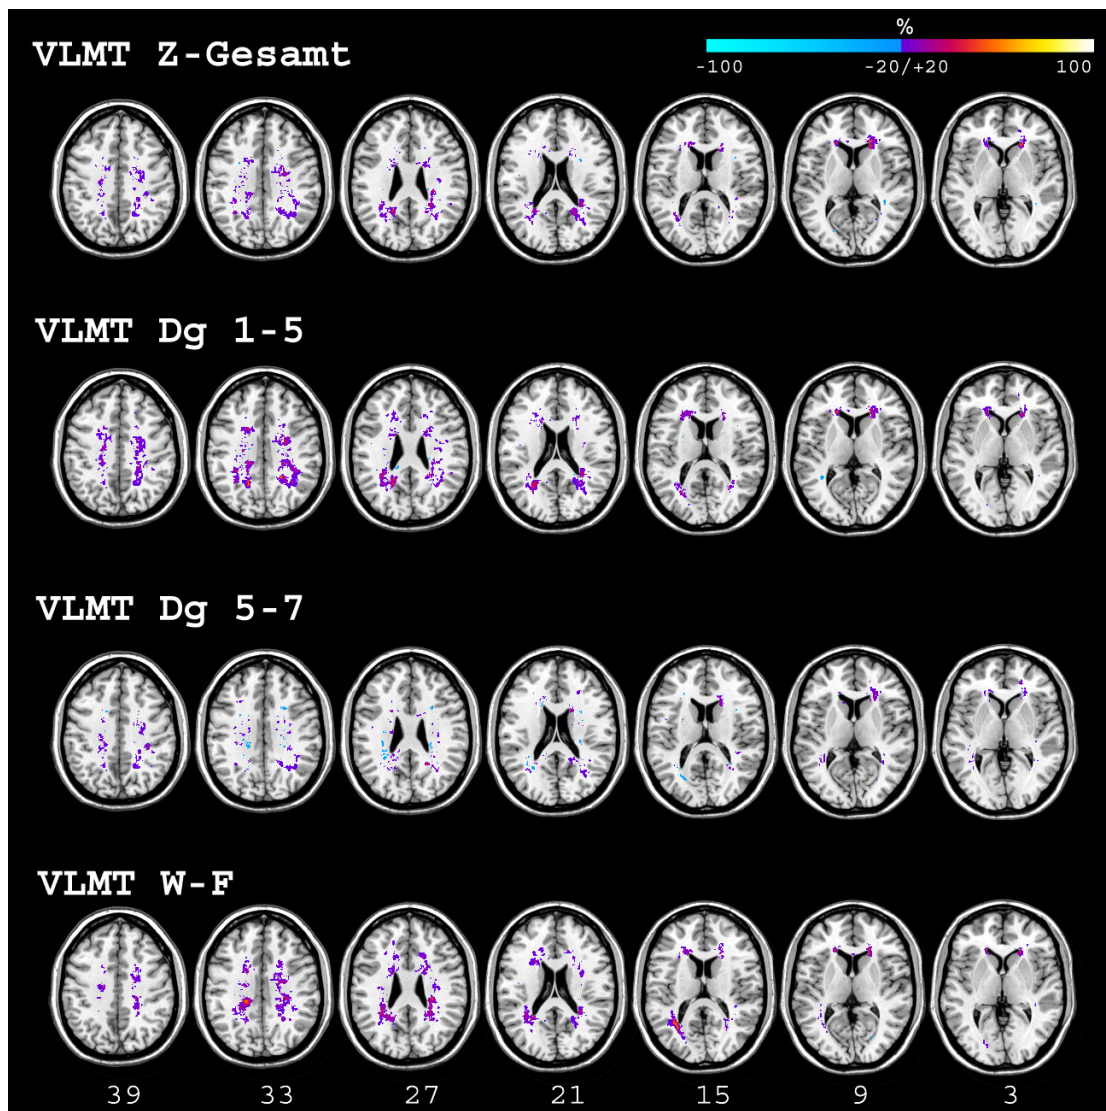 VLMT Z-Gesamt
%
-100 -20/+20 100
VLMT Dg 1-5
VLMT Dg 5-7
VLMT W-F
39 33 27 21 15 9 3